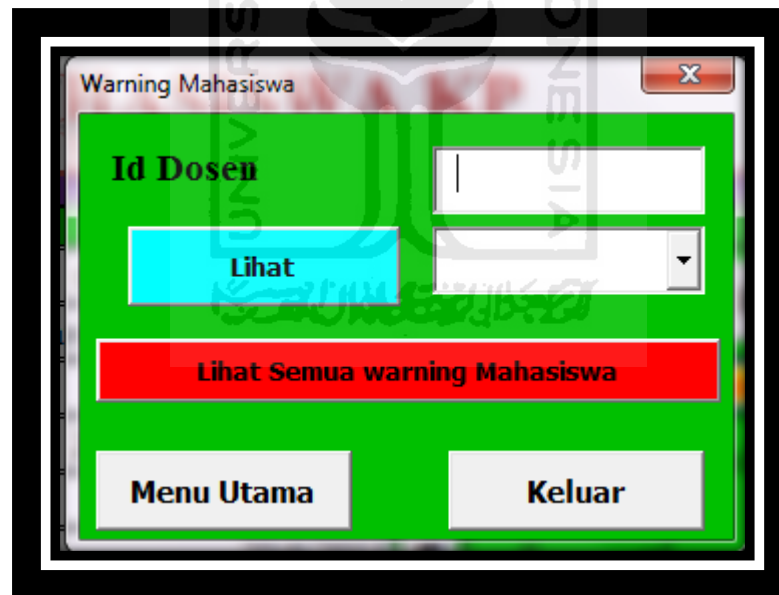 Warning Mahasiswa
Id Dosen
Lihat
Lihat Semua warning Mahasiswa
Menu Utama
Keluar